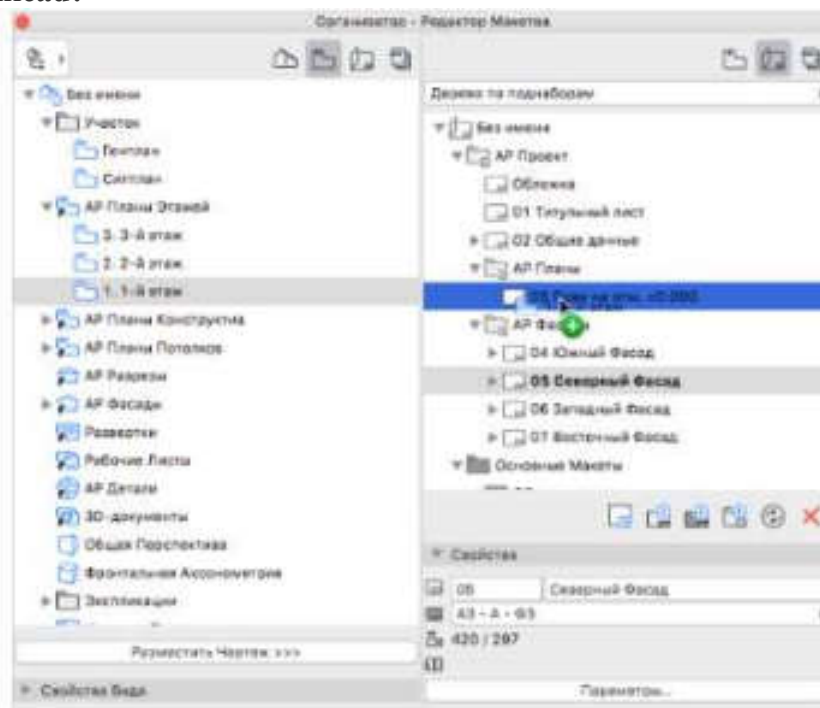 Организатор - Редактор Макетов
Без имени
Участок
Генплан
Ситплан
АР Планы Этажей
3. 3-й этаж
2. 2-й этаж
1. 1-й этаж
АР Планы Конструктив
АР Планы Потолков
АР Разрезы
АР Фасады
Развертки
Рабочие Листы
АР Детали
3D-документы
Общая Перспектива
Фронтальная Аксонометрия
Экспликации
Разместить Чертеж >>>
Свойства Вида
Дерево по поднаборам
Без имени
АР Проект
Обложка
01 Титульный лист
02 Общие данные
АР Планы
АР
04 Южный Фасад
05 Северный Фасад
06 Западный Фасад
07 Восточный Фасад
Основные Макеты
Свойства
05
Северный Фасад
420 / 297
Параметры...